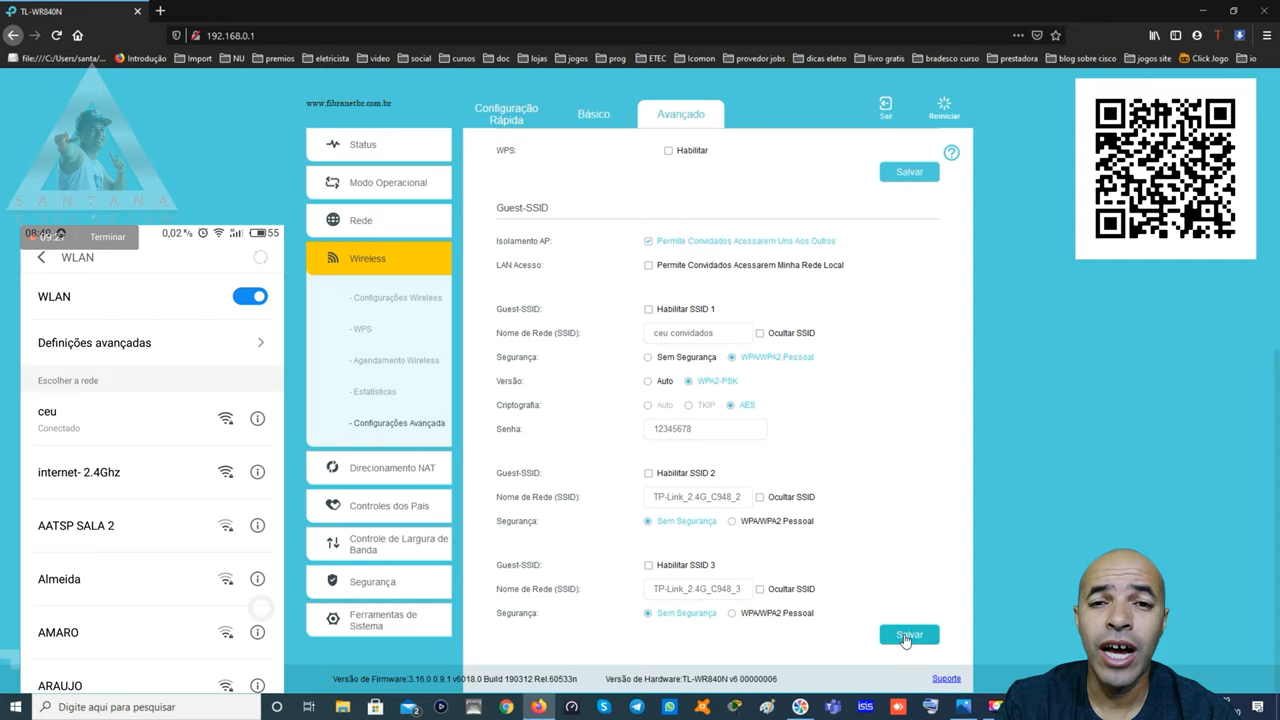 TL-WR840N
192.168.0.1
file:///C:/Users/santa/... Introdução Import NU premios eletricista video social cursos doc lojas jogos prog ETEC Icomon provedor jobs dicas eletro livro gratis bradesco curso prestadora blog sobre cisco jogos site Click Jogo io
www.fibranetbr.com.br
Configuração Rápida
Básico
Avançado
Sair
Reiniciar
SANTANA
08:49
09:27 Terminar
0,02 K/s
55
WLAN
WLAN
Definições avançadas
Escolher a rede
ceu
Conectado
internet- 2.4Ghz
AATSP SALA 2
Almeida
AMARO
ARAUJO
Status
Modo Operacional
Rede
Wireless
- Configurações Wireless
- WPS
- Agendamento Wireless
- Estatísticas
- Configurações Avançada
Direcionamento NAT
Controles dos Pais
Controle de Largura de
Banda
Segurança
Ferramentas de
Sistema
WPS: Habilitar
Salvar
Guest-SSID
Isolamento AP: Permite Convidados Acessarem Uns Aos Outros
LAN Acesso: Permite Convidados Acessarem Minha Rede Local
Guest-SSID: Habilitar SSID 1
Nome de Rede (SSID): ceu convidados Ocultar SSID
Segurança: Sem Segurança WPA/WPA2 Pessoal
Versão: Auto WPA2-PSK
Criptografia: Auto TKIP AES
Senha: 12345678
Guest-SSID: Habilitar SSID 2
Nome de Rede (SSID): TP-Link_2.4G_C948_2 Ocultar SSID
Segurança: Sem Segurança WPA/WPA2 Pessoal
Guest-SSID: Habilitar SSID 3
Nome de Rede (SSID): TP-Link_2.4G_C948_3 Ocultar SSID
Segurança: Sem Segurança WPA/WPA2 Pessoal
Salvar
Versão de Firmware:3.16.0 0.9.1 v6018.0 Build 190312 Rel.60533n Versão de Hardware:TL-WR840N v6 00000006 Suporte
Digite aqui para pesquisar